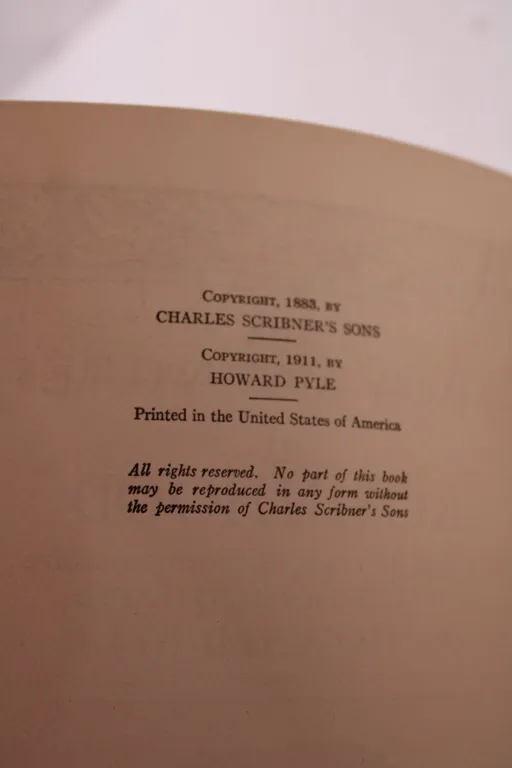 COPYRIGHT, 1883, BY
CHARLES SCRIBNER'S SONS
COPYRIGHT, 1911, BY
HOWARD PYLE
Printed in the United States of America
All rights reserved. No part of this book
may be reproduced in any form without
the permission of Charles Scribner's Sons